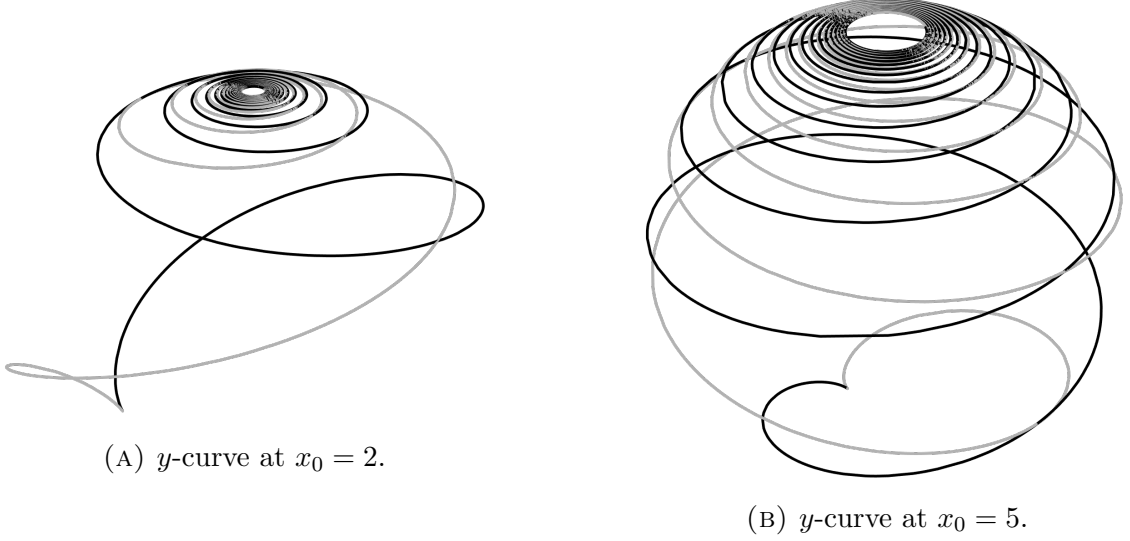 (A) y-curve at x₀ = 2.
(B) y-curve at x₀ = 5.